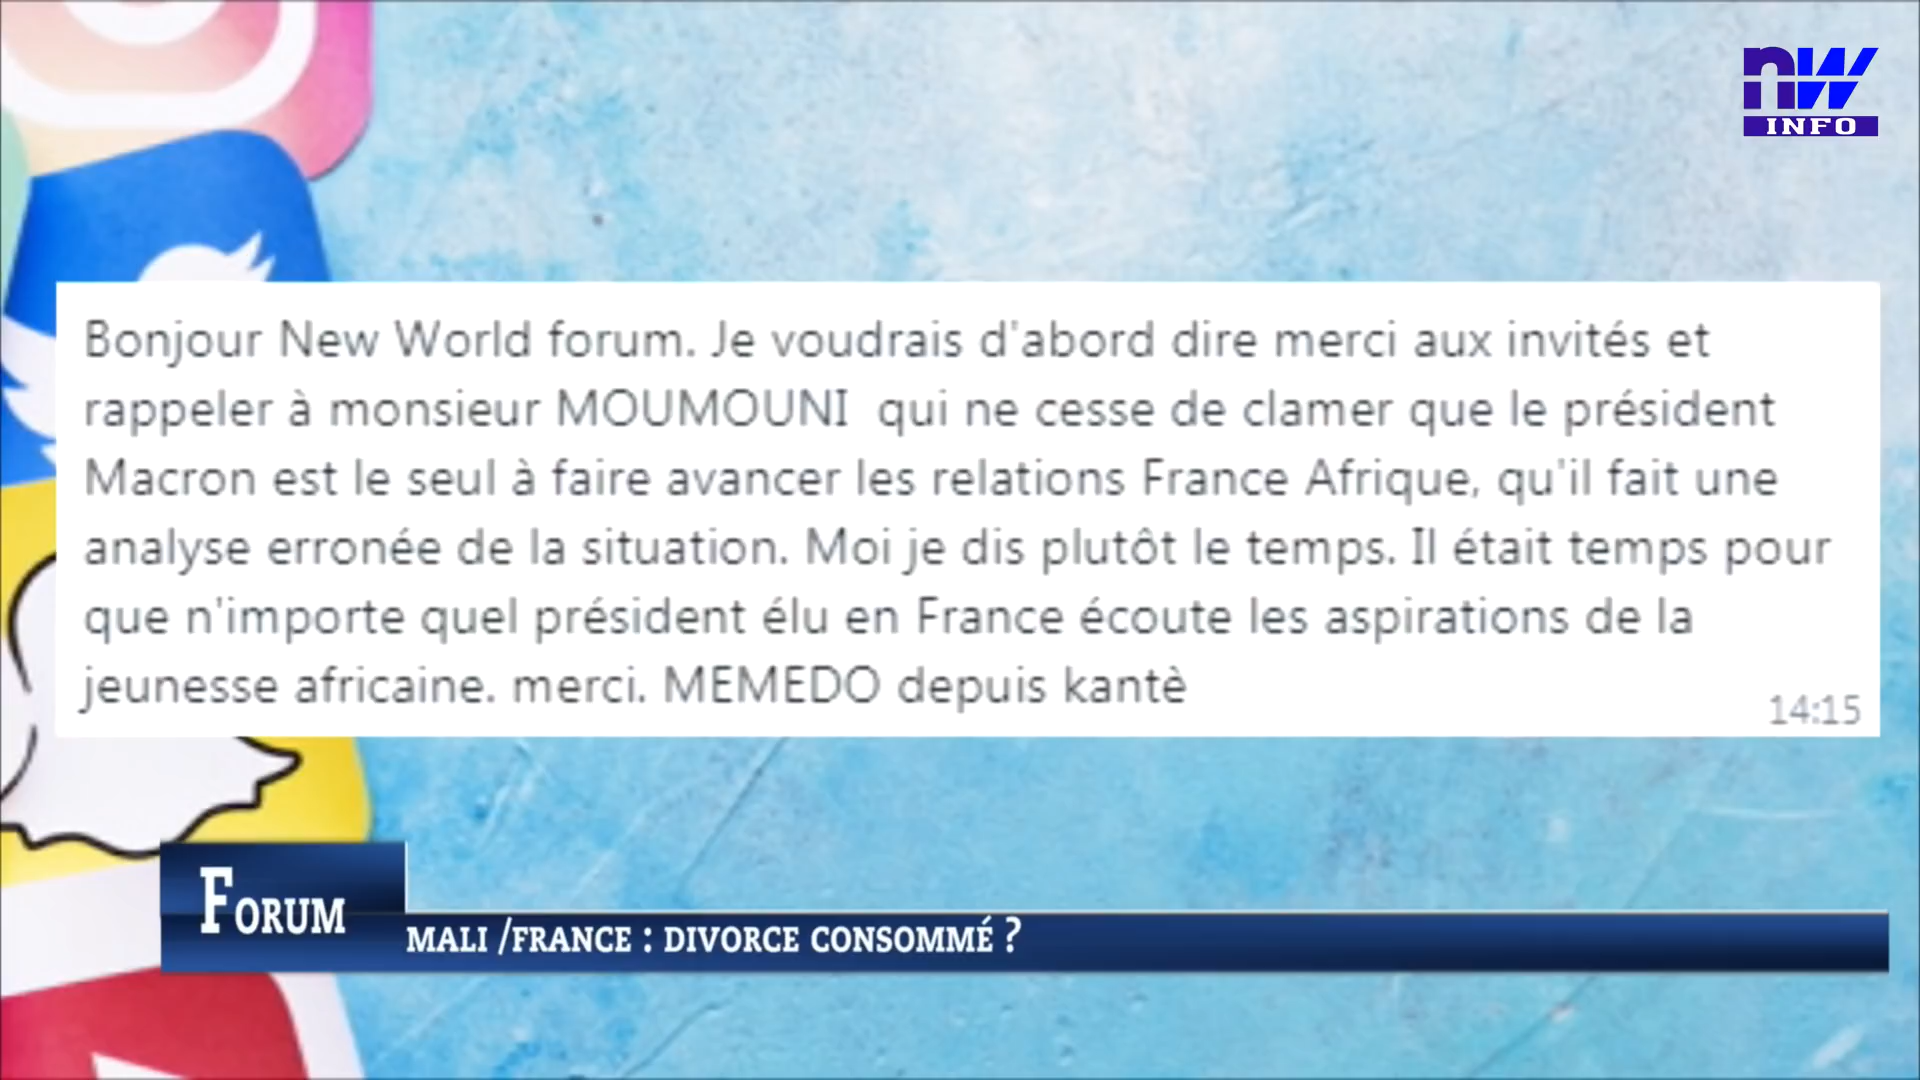 nw
INFO
Bonjour New World forum. Je voudrais d'abord dire merci aux invités et
rappeler à monsieur MOUMOUNI  qui ne cesse de clamer que le président
Macron est le seul à faire avancer les relations France Afrique, qu'il fait une
analyse erronée de la situation. Moi je dis plutôt le temps. Il était temps pour
que n'importe quel président élu en France écoute les aspirations de la
jeunesse africaine. merci. MEMEDO depuis kantè
14:15
FORUM
MALI /FRANCE : DIVORCE CONSOMMÉ ?